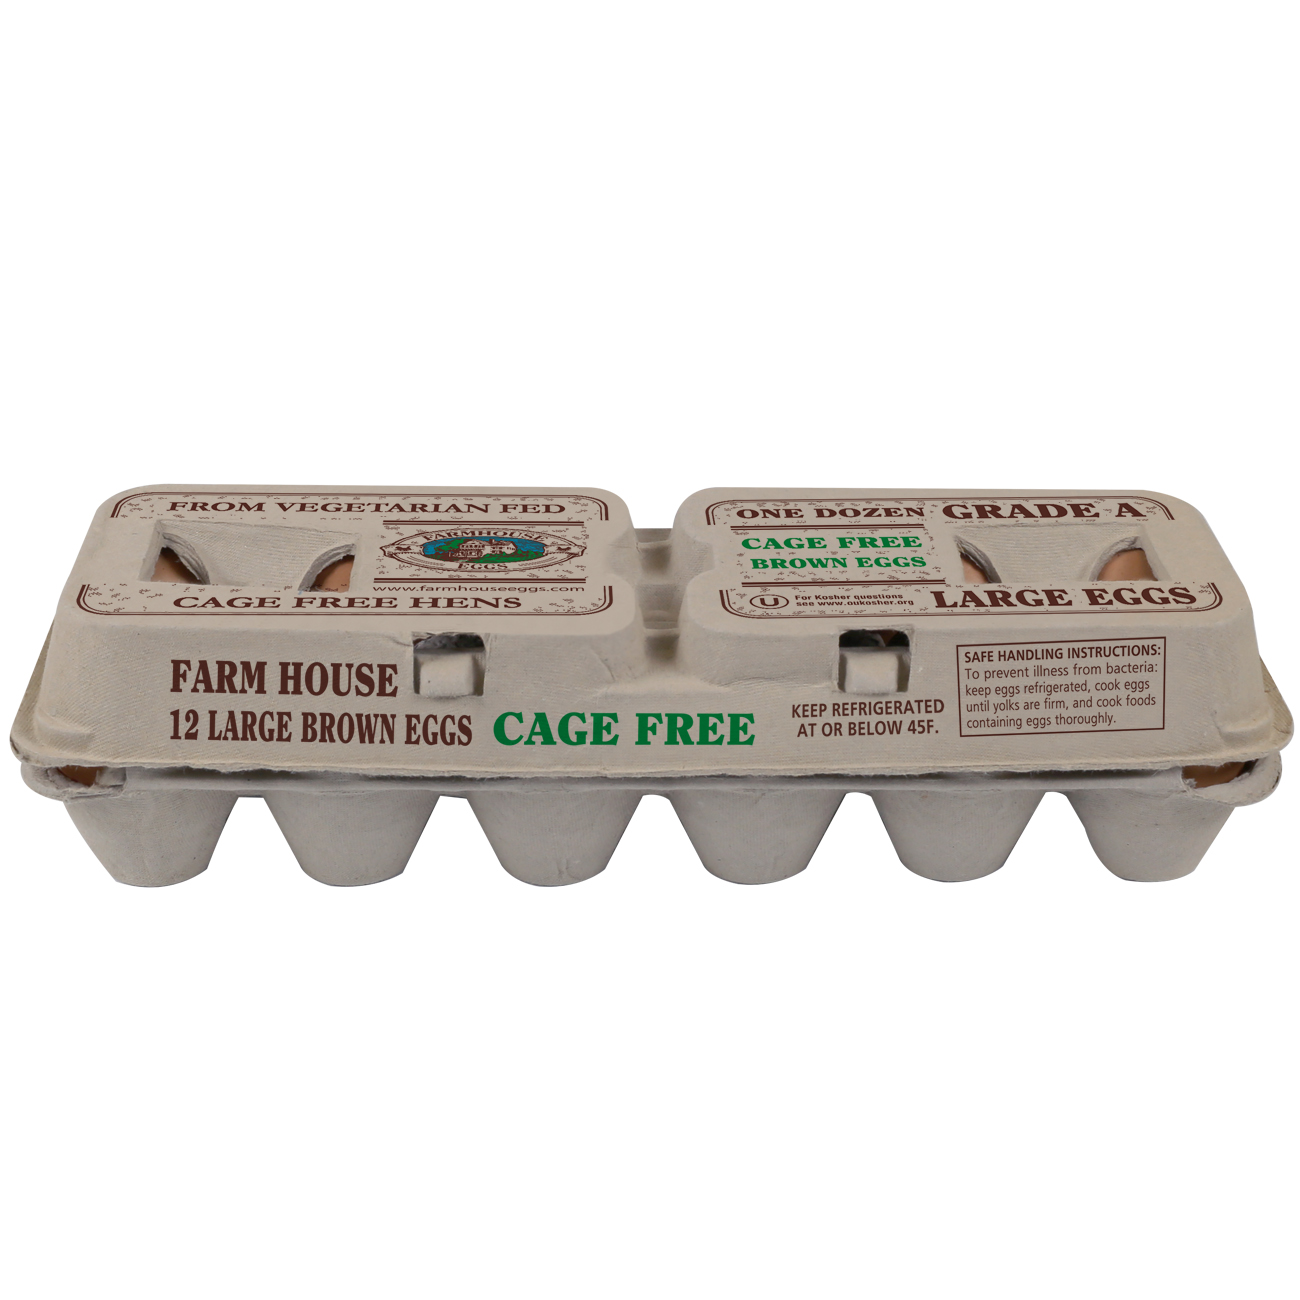 FROM VEGETARIAN FED
FARMHOUSE
EGGS
www.farmhouseeggs.com
CAGE FREE HENS
ONE DOZEN GRADE A
CAGE FREE
BROWN EGGS
U
For Kosher questions
see www.oukosher.org
LARGE EGGS
FARM HOUSE
12 LARGE BROWN EGGS CAGE FREE
KEEP REFRIGERATED
AT OR BELOW 45F.
SAFE HANDLING INSTRUCTIONS:
To prevent illness from bacteria:
keep eggs refrigerated, cook eggs
until yolks are firm, and cook foods
containing eggs thoroughly.